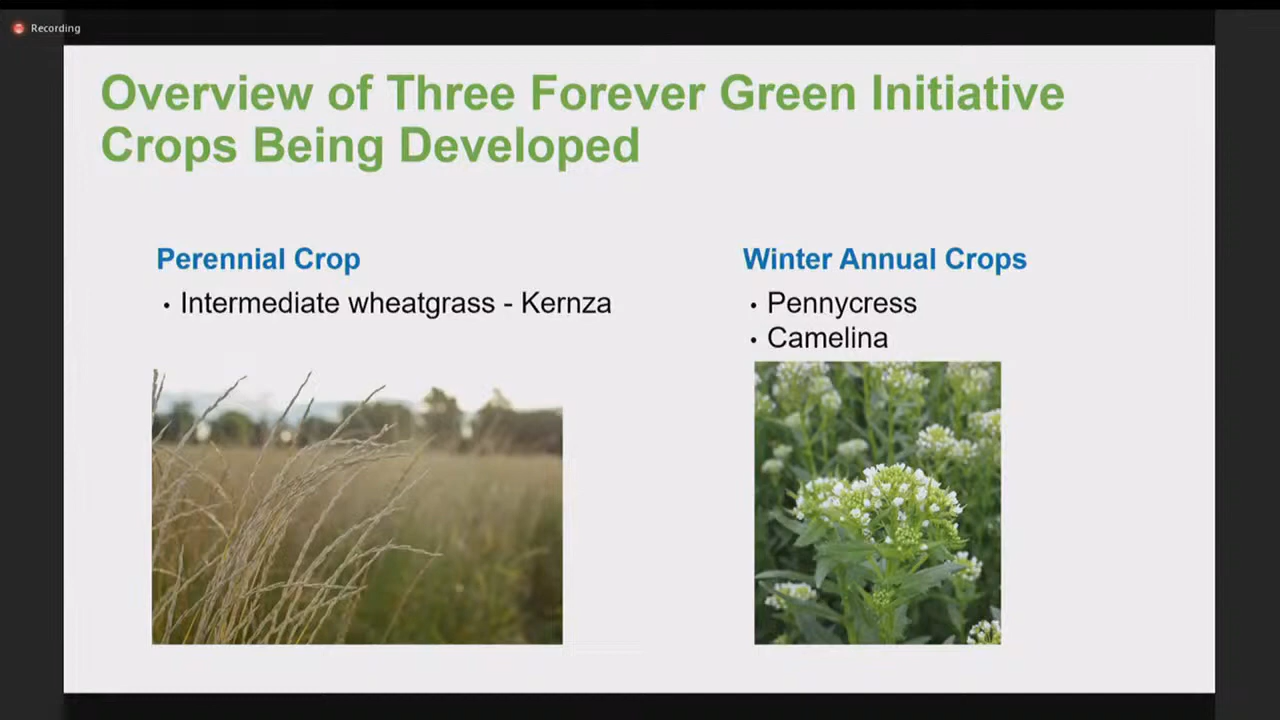 Recording
Overview of Three Forever Green Initiative
Crops Being Developed
Perennial Crop
• Intermediate wheatgrass - Kernza
Winter Annual Crops
• Pennycress
• Camelina